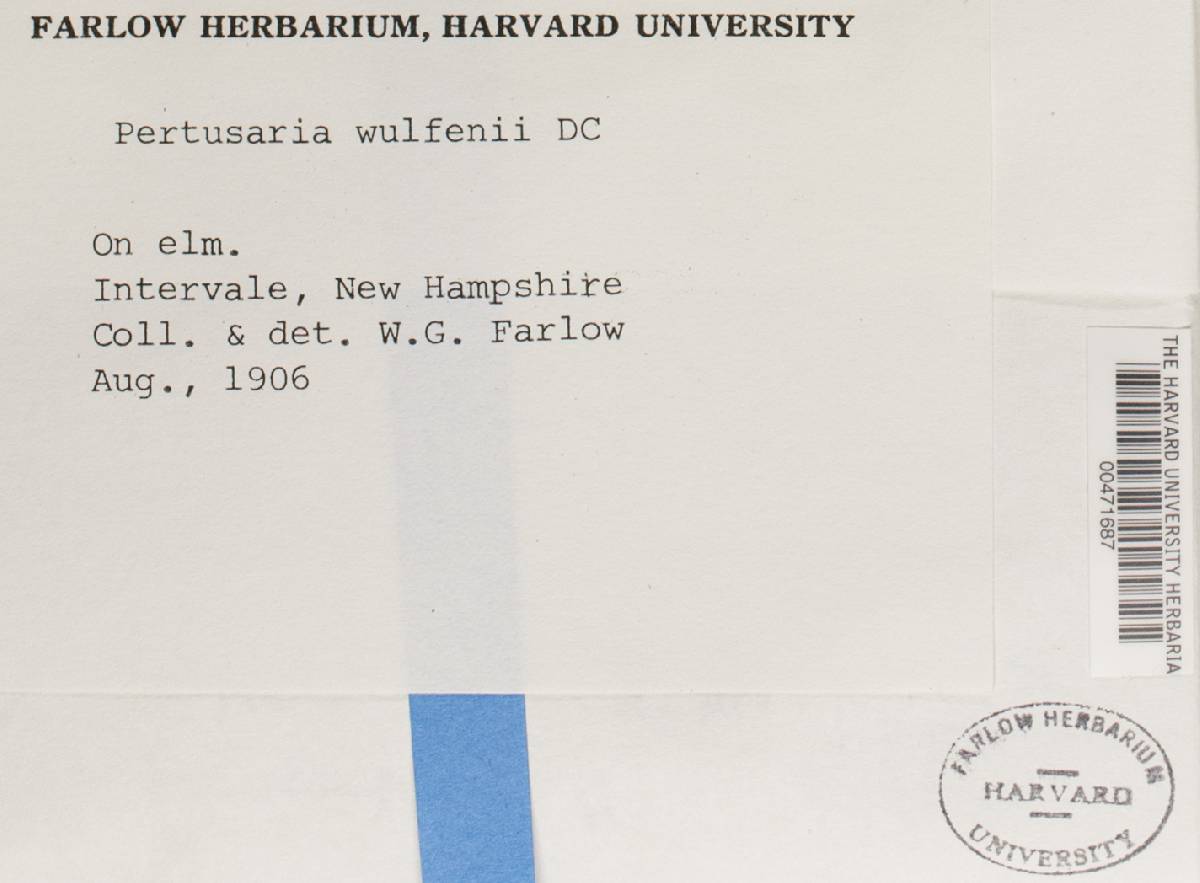 FARLOW HERBARIUM, HARVARD UNIVERSITY
Pertusaria wulfenii DC
On elm.
Intervale, New Hampshire
Coll. & det. W.G. Farlow
Aug., 1906
THE HARVARD UNIVERSITY HERBARIA
00471687
FARLOW HERBARIUM
HARVARD
UNIVERSITY